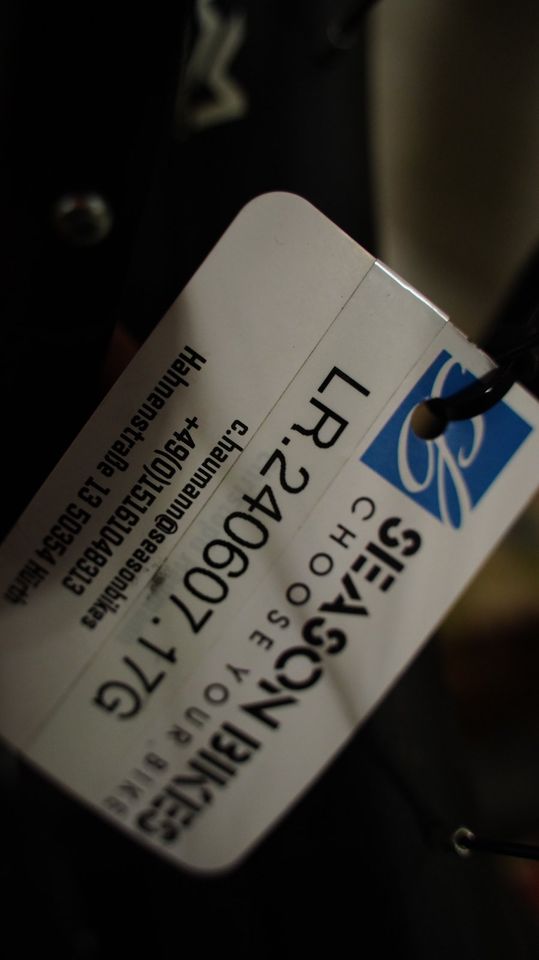 SEASON BIKES
CHOOSE YOUR BIKE
LR.240607.17G
c.haumann@seasonbikes
+49(0)15161048313
Hahnenstraße 13 50354 Hürth